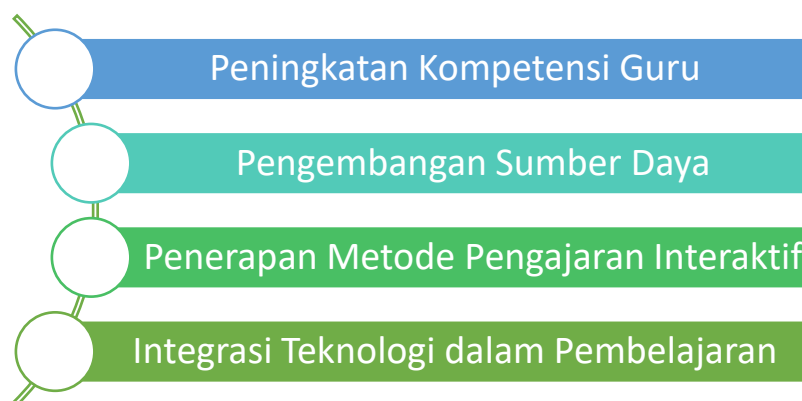 Peningkatan Kompetensi Guru
Pengembangan Sumber Daya
Penerapan Metode Pengajaran Interaktif
Integrasi Teknologi dalam Pembelajaran